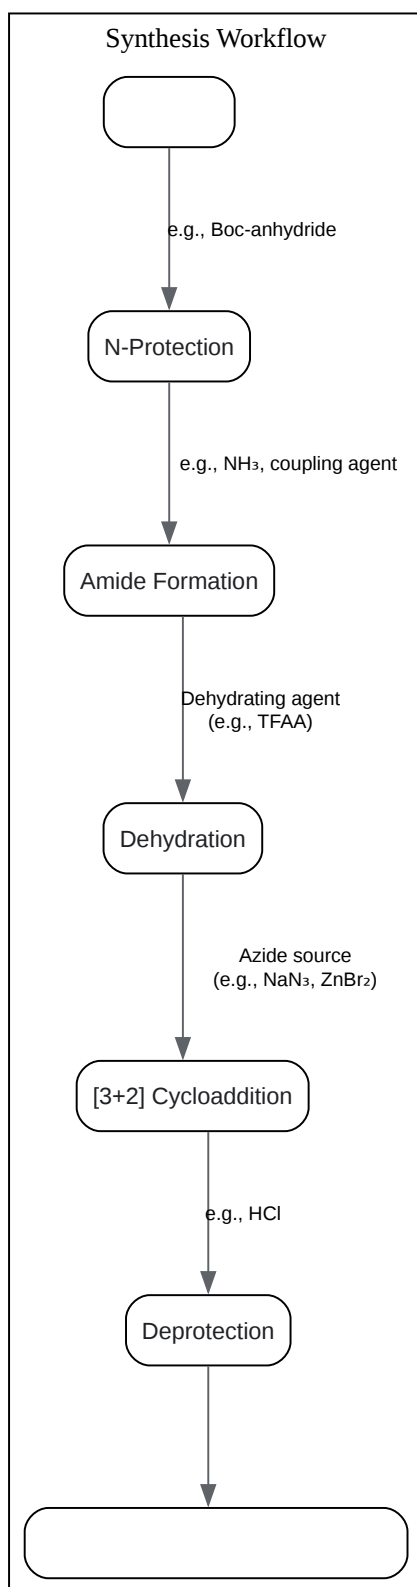 Synthesis Workflow
e.g., Boc-anhydride
N-Protection
e.g., NH₃, coupling agent
Amide Formation
Dehydrating agent
(e.g., TFAA)
Dehydration
Azide source
(e.g., NaN₃, ZnBr₂)
[3+2] Cycloaddition
e.g., HCl
Deprotection